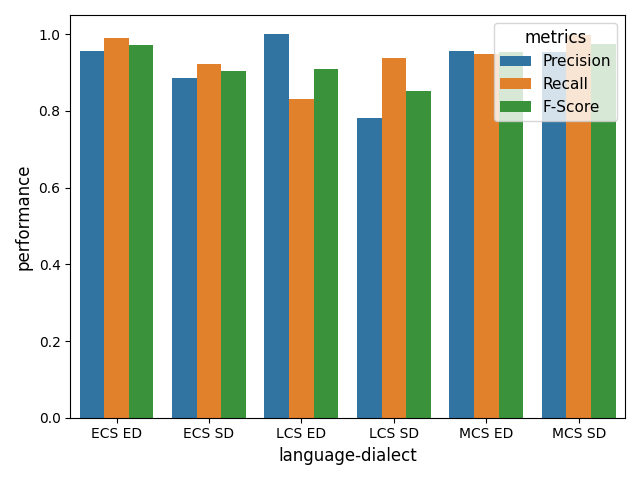 metrics
Precision
Recall
F-Score
1.0
0.8
0.6
0.4
0.2
0.0
performance
ECS ED
ECS SD
LCS ED
LCS SD
MCS ED
MCS SD
language-dialect